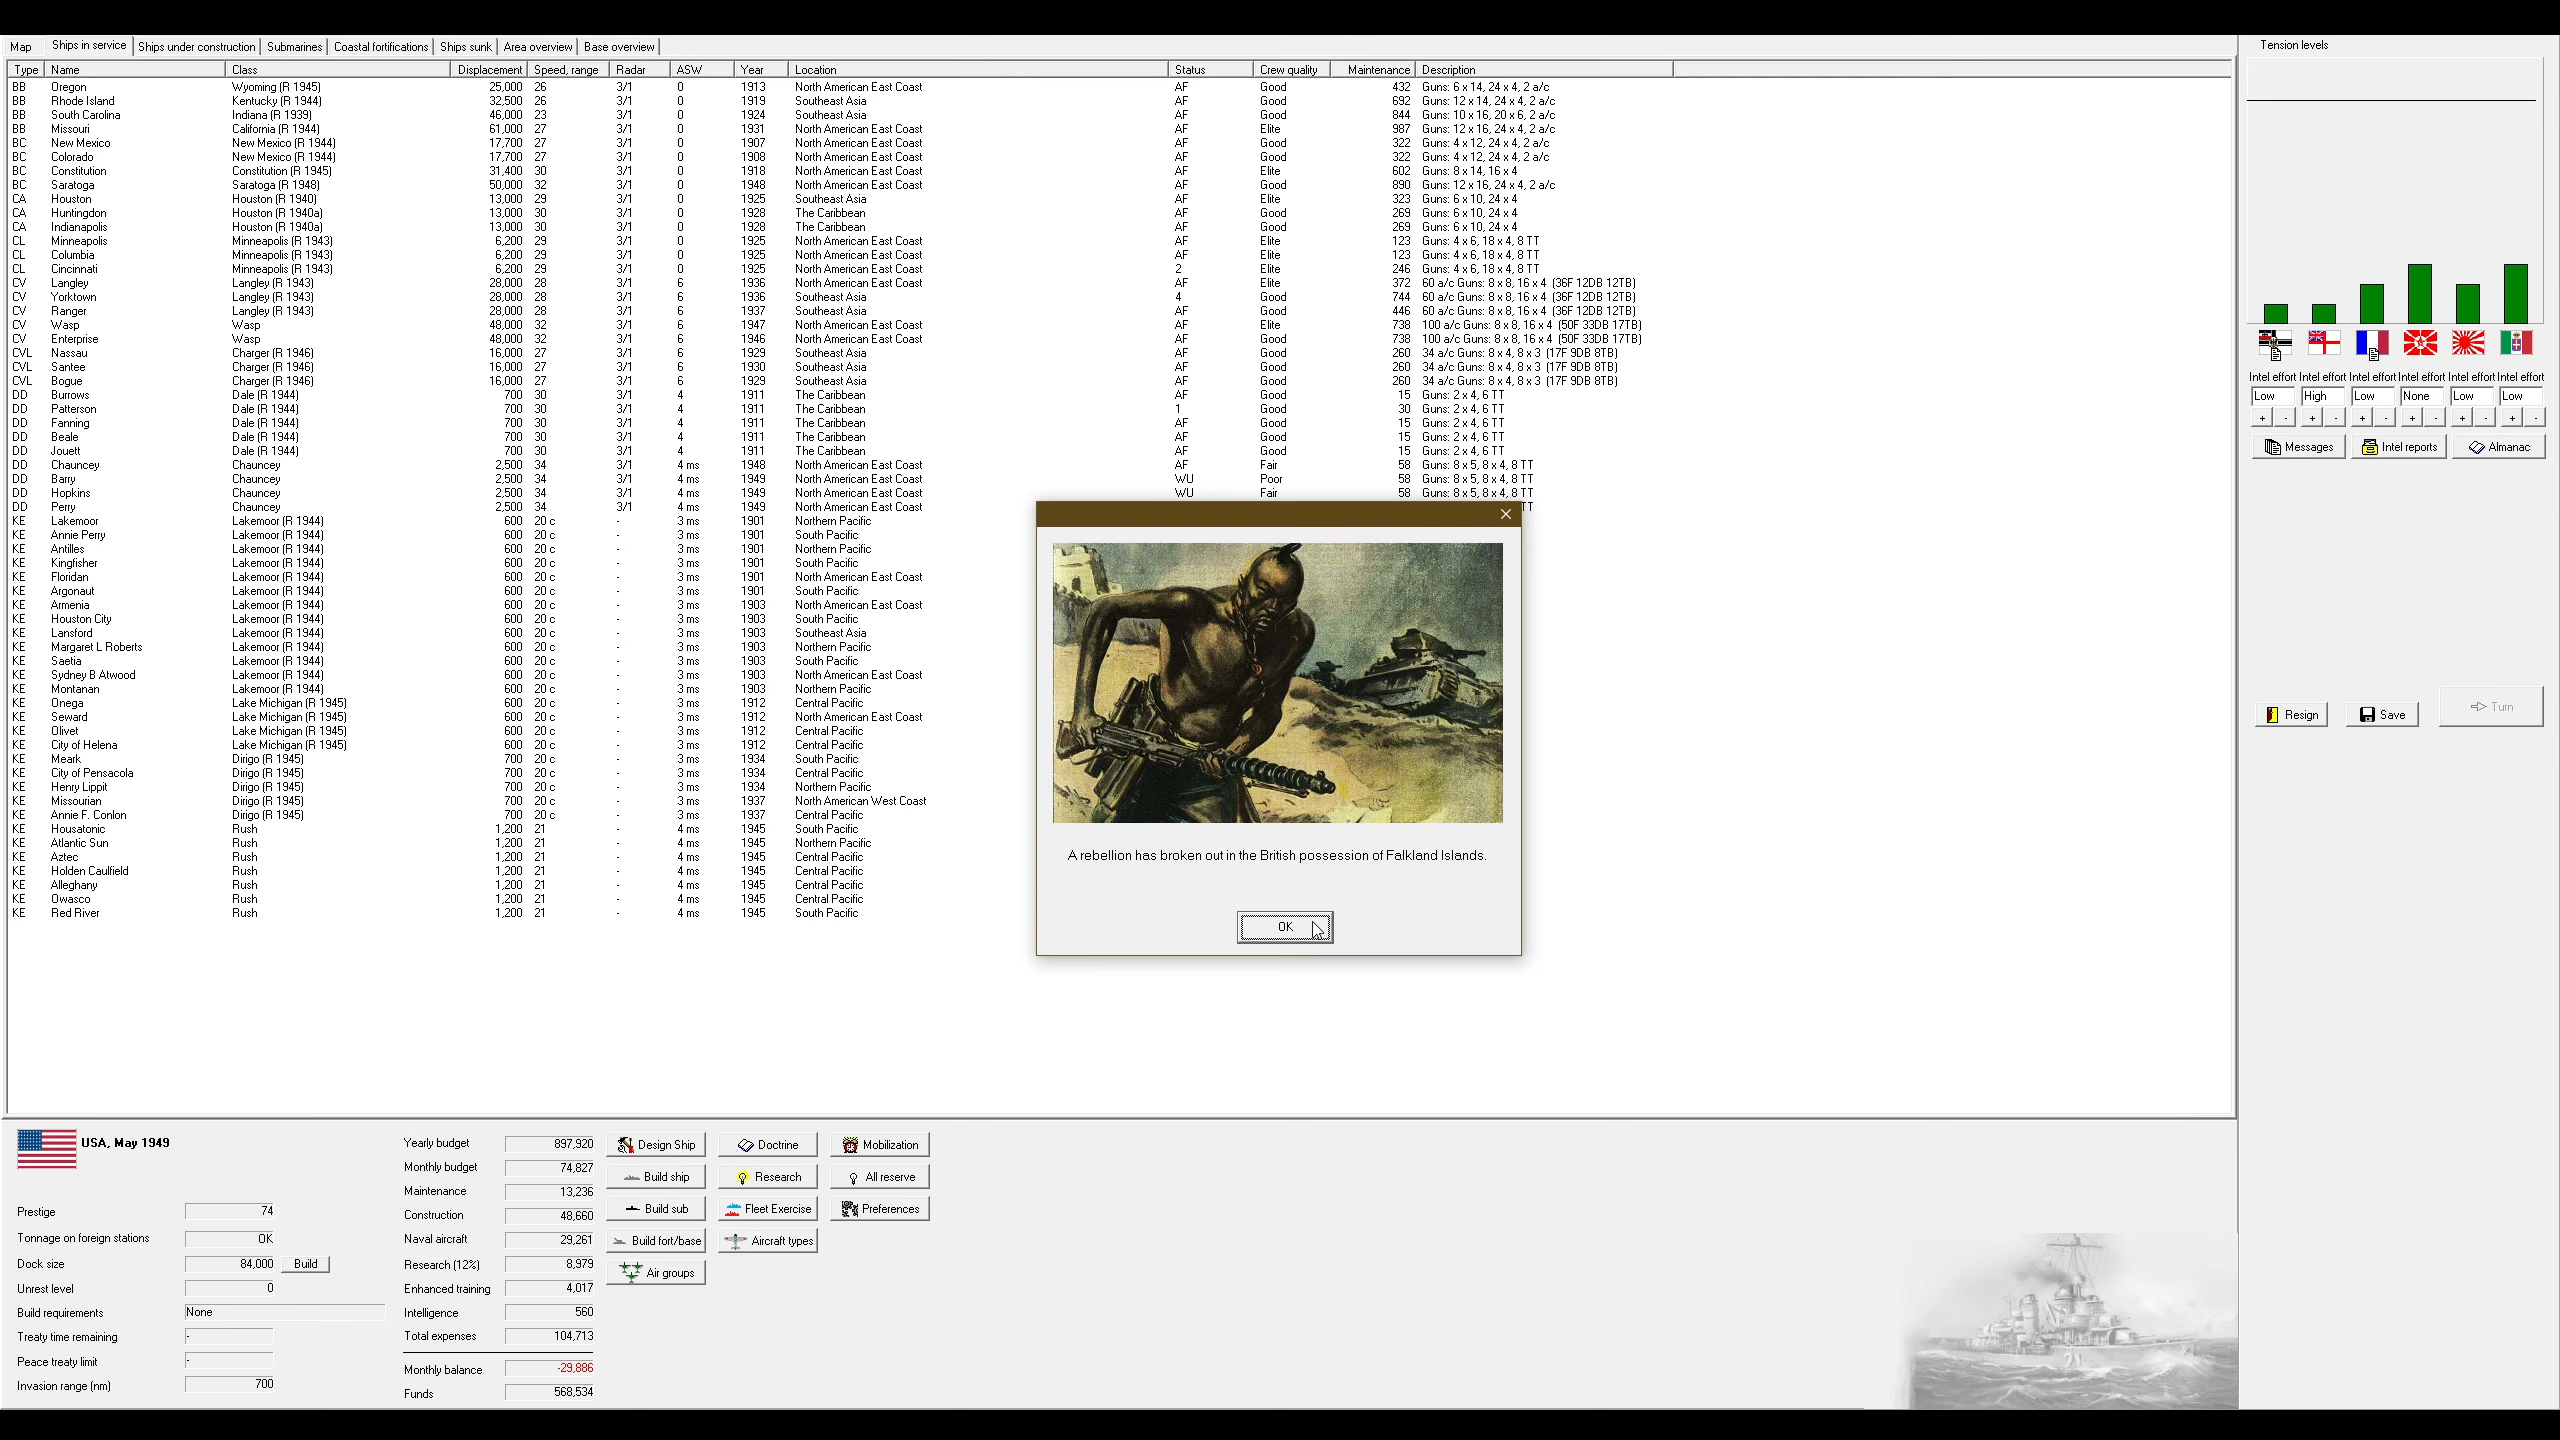 Map Ships in service Ships under construction Submarines Coastal fortifications Ships sunk Area overview Base overview
Tension levels
Type Name Class Displacement Speed, range Radar ASW Year Location Status Crew quality Maintenance Description
BB Oregon Wyoming (R 1945) 25,000 26 3/1 0 1913 North American East Coast AF Good 432 Guns: 6 x 14, 24 x 4, 2 a/c
BB Rhode Island Kentucky (R 1944) 32,500 26 3/1 0 1919 Southeast Asia AF Good 692 Guns: 12 x 14, 24 x 4, 2 a/c
BB South Carolina Indiana (R 1939) 46,000 23 3/1 0 1924 Southeast Asia AF Good 844 Guns: 10 x 16, 20 x 6, 2 a/c
BB Missouri California (R 1944) 61,000 27 3/1 0 1931 North American East Coast AF Elite 987 Guns: 12 x 16, 24 x 4, 2 a/c
BC New Mexico New Mexico (R 1944) 17,700 27 3/1 0 1907 North American East Coast AF Good 322 Guns: 4 x 12, 24 x 4, 2 a/c
BC Colorado New Mexico (R 1944) 17,700 27 3/1 0 1908 North American East Coast AF Good 322 Guns: 4 x 12, 24 x 4, 2 a/c
BC Constitution Constitution (R 1945) 31,400 30 3/1 0 1918 North American East Coast AF Elite 602 Guns: 8 x 14, 16 x 4
BC Saratoga Saratoga (R 1948) 50,000 32 3/1 0 1948 North American East Coast AF Good 890 Guns: 12 x 16, 24 x 4, 2 a/c
CA Houston Houston (R 1940) 13,000 29 3/1 0 1925 Southeast Asia AF Elite 323 Guns: 6 x 10, 24 x 4
CA Huntingdon Houston (R 1940a) 13,000 30 3/1 0 1928 The Caribbean AF Good 269 Guns: 6 x 10, 24 x 4
CA Indianapolis Houston (R 1940a) 13,000 30 3/1 0 1928 The Caribbean AF Good 269 Guns: 6 x 10, 24 x 4
CL Minneapolis Minneapolis (R 1943) 6,200 29 3/1 0 1925 North American East Coast AF Elite 123 Guns: 4 x 6, 18 x 4, 8 TT
CL Columbia Minneapolis (R 1943) 6,200 29 3/1 0 1925 North American East Coast AF Elite 123 Guns: 4 x 6, 18 x 4, 8 TT
CL Cincinnati Minneapolis (R 1943) 6,200 29 3/1 0 1925 North American East Coast 2 Elite 246 Guns: 4 x 6, 18 x 4, 8 TT
CV Langley Langley (R 1943) 28,000 28 3/1 6 1936 North American East Coast AF Elite 372 60 a/c Guns: 8 x 8, 16 x 4 (36F 12DB 12TB)
CV Yorktown Langley (R 1943) 28,000 28 3/1 6 1936 Southeast Asia 4 Good 744 60 a/c Guns: 8 x 8, 16 x 4 (36F 12DB 12TB)
CV Ranger Langley (R 1943) 28,000 28 3/1 6 1937 Southeast Asia AF Good 446 60 a/c Guns: 8 x 8, 16 x 4 (36F 12DB 12TB)
CV Wasp Wasp 48,000 32 3/1 6 1947 North American East Coast AF Elite 738 100 a/c Guns: 8 x 8, 16 x 4 (50F 33DB 17TB)
CV Enterprise Wasp 48,000 32 3/1 6 1946 North American East Coast AF Good 738 100 a/c Guns: 8 x 8, 16 x 4 (50F 33DB 17TB)
CVL Nassau Charger (R 1946) 16,000 27 3/1 6 1929 Southeast Asia AF Good 260 34 a/c Guns: 8 x 4, 8 x 3 (17F 9DB 8TB)
CVL Santee Charger (R 1946) 16,000 27 3/1 6 1930 Southeast Asia AF Good 260 34 a/c Guns: 8 x 4, 8 x 3 (17F 9DB 8TB)
CVL Bogue Charger (R 1946) 16,000 27 3/1 6 1929 Southeast Asia AF Good 260 34 a/c Guns: 8 x 4, 8 x 3 (17F 9DB 8TB)
DD Burrows Dale (R 1944) 700 30 3/1 4 1911 The Caribbean AF Good 15 Guns: 2 x 4, 6 TT
DD Patterson Dale (R 1944) 700 30 3/1 4 1911 The Caribbean 1 Good 30 Guns: 2 x 4, 6 TT
DD Fanning Dale (R 1944) 700 30 3/1 4 1911 The Caribbean AF Good 15 Guns: 2 x 4, 6 TT
DD Beale Dale (R 1944) 700 30 3/1 4 1911 The Caribbean AF Good 15 Guns: 2 x 4, 6 TT
DD Jouett Dale (R 1944) 700 30 3/1 4 1911 The Caribbean AF Good 15 Guns: 2 x 4, 6 TT
DD Chauncey Chauncey 2,500 34 3/1 4 ms 1948 North American East Coast AF Fair 58 Guns: 8 x 5, 8 x 4, 8 TT
DD Barry Chauncey 2,500 34 3/1 4 ms 1949 North American East Coast WU Poor 58 Guns: 8 x 5, 8 x 4, 8 TT
DD Hopkins Chauncey 2,500 34 3/1 4 ms 1949 North American East Coast WU Fair 58 Guns: 8 x 5, 8 x 4, 8 TT
DD Perry Chauncey 2,500 34 3/1 4 ms 1949 North American East Coast TT
KE Lakemoor Lakemoor (R 1944) 600 20 c - 3 ms 1901 Northern Pacific
KE Annie Perry Lakemoor (R 1944) 600 20 c - 3 ms 1901 South Pacific
KE Antilles Lakemoor (R 1944) 600 20 c - 3 ms 1901 Northern Pacific
KE Kingfisher Lakemoor (R 1944) 600 20 c - 3 ms 1901 South Pacific
KE Floridan Lakemoor (R 1944) 600 20 c - 3 ms 1901 North American East Coast
KE Argonaut Lakemoor (R 1944) 600 20 c - 3 ms 1901 South Pacific
KE Armenia Lakemoor (R 1944) 600 20 c - 3 ms 1903 North American East Coast
KE Houston City Lakemoor (R 1944) 600 20 c - 3 ms 1903 South Pacific
KE Lansford Lakemoor (R 1944) 600 20 c - 3 ms 1903 Southeast Asia
KE Margaret L Roberts Lakemoor (R 1944) 600 20 c - 3 ms 1903 Northern Pacific
KE Saetia Lakemoor (R 1944) 600 20 c - 3 ms 1903 South Pacific
KE Sydney B Atwood Lakemoor (R 1944) 600 20 c - 3 ms 1903 North American East Coast
KE Montanan Lakemoor (R 1944) 600 20 c - 3 ms 1903 Northern Pacific
KE Onega Lake Michigan (R 1945) 600 20 c - 3 ms 1912 Central Pacific
KE Seward Lake Michigan (R 1945) 600 20 c - 3 ms 1912 North American East Coast
KE Olivet Lake Michigan (R 1945) 600 20 c - 3 ms 1912 Central Pacific
KE City of Helena Lake Michigan (R 1945) 600 20 c - 3 ms 1912 Central Pacific
KE Meark Dirigo (R 1945) 700 20 c - 3 ms 1934 South Pacific
KE City of Pensacola Dirigo (R 1945) 700 20 c - 3 ms 1934 Central Pacific
KE Henry Lippit Dirigo (R 1945) 700 20 c - 3 ms 1934 Northern Pacific
KE Missourian Dirigo (R 1945) 700 20 c - 3 ms 1937 North American West Coast
KE Annie F. Conlon Dirigo (R 1945) 700 20 c - 3 ms 1937 Central Pacific
KE Housatonic Rush 1,200 21 - 4 ms 1945 South Pacific
KE Atlantic Sun Rush 1,200 21 - 4 ms 1945 Northern Pacific
KE Aztec Rush 1,200 21 - 4 ms 1945 Central Pacific
KE Holden Caulfield Rush 1,200 21 - 4 ms 1945 Central Pacific
KE Alleghany Rush 1,200 21 - 4 ms 1945 Central Pacific
KE Owasco Rush 1,200 21 - 4 ms 1945 Central Pacific
KE Red River Rush 1,200 21 - 4 ms 1945 South Pacific
A rebellion has broken out in the British possession of Falkland Islands.
OK
Intel effort Intel effort Intel effort Intel effort Intel effort Intel effort
Low High Low None Low Low
+ - + - + - + - + - + -
Messages Intel reports Almanac
Resign Save Turn
USA, May 1949
Prestige 74
Tonnage on foreign stations OK
Dock size 84,000 Build
Unrest level 0
Build requirements None
Treaty time remaining -
Peace treaty limit -
Invasion range (nm) 700
Yearly budget 897,920
Monthly budget 74,827
Maintenance 13,236
Construction 48,660
Naval aircraft 29,261
Research (12%) 8,979
Enhanced training 4,017
Intelligence 560
Total expenses 104,713
Monthly balance -29,886
Funds 568,534
Design Ship Doctrine Mobilization
Build ship Research All reserve
Build sub Fleet Exercise Preferences
Build fort/base Aircraft types
Air groups